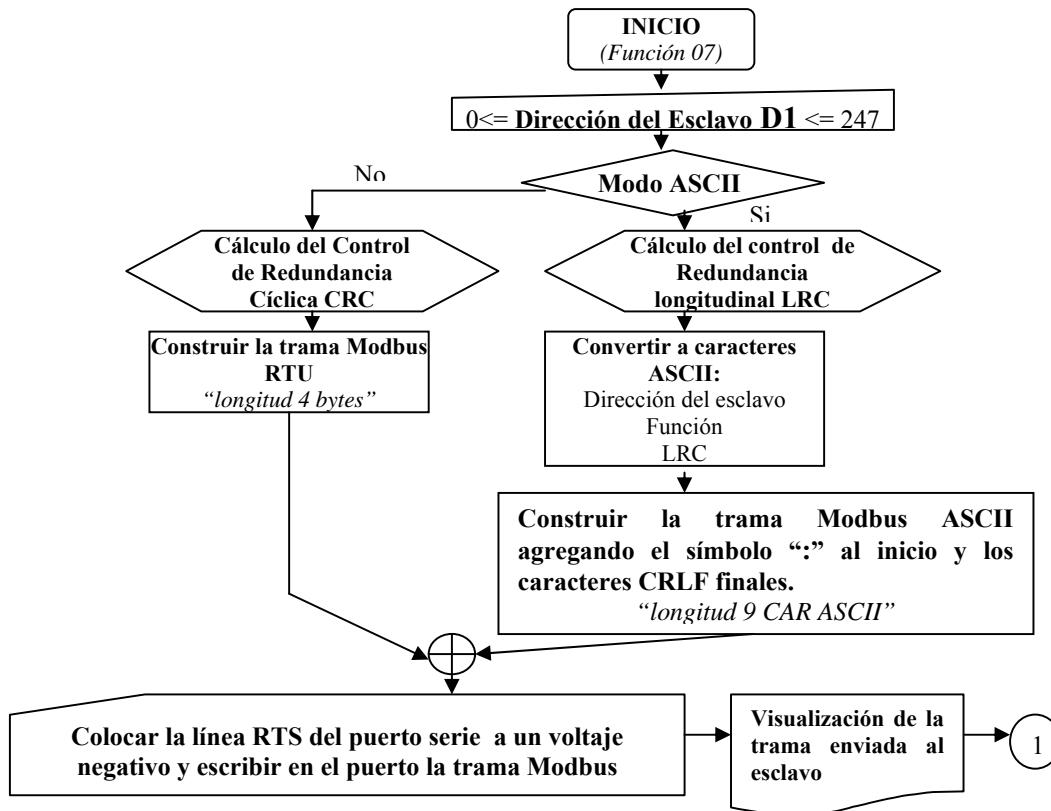 INICIO
(Función 07)
0<= Dirección del Esclavo D1 <= 247
No
Modo ASCII
Si
Cálculo del Control
de Redundancia
Cíclica CRC
Cálculo del control de
Redundancia
longitudinal LRC
Construir la trama Modbus
RTU
“longitud 4 bytes”
Convertir a caracteres
ASCII:
Dirección del esclavo
Función
LRC
Construir la trama Modbus ASCII
agregando el símbolo “:” al inicio y los
caracteres CRLF finales.
“longitud 9 CAR ASCII”
Colocar la línea RTS del puerto serie a un voltaje
negativo y escribir en el puerto la trama Modbus
Visualización de la
trama enviada al
esclavo
1